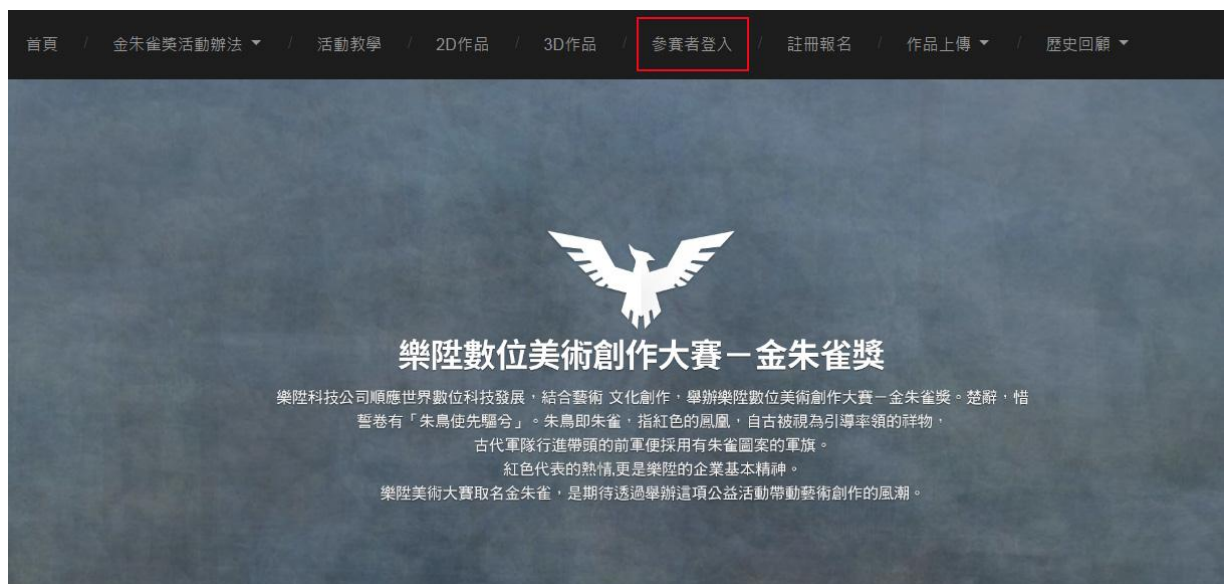 首頁 / 金朱雀獎活動辦法 ▼ / 活動教學 / 2D作品 / 3D作品 / 參賽者登入 / 註冊報名 / 作品上傳 ▼ / 歷史回顧 ▼
樂陞數位美術創作大賽－金朱雀獎
樂陞科技公司順應世界數位科技發展，結合藝術 文化創作，舉辦樂陞數位美術創作大賽－金朱雀獎。楚辭，惜
誓卷有「朱鳥使先驅兮」。朱鳥即朱雀，指紅色的鳳凰，自古被視為引導率領的祥物，
古代軍隊行進帶頭的前軍便採用有朱雀圖案的軍旗。
紅色代表的熱情,更是樂陞的企業基本精神。
樂陞美術大賽取名金朱雀，是期待透過舉辦這項公益活動帶動藝術創作的風潮。